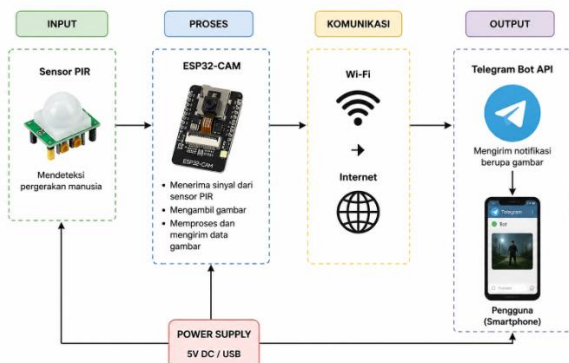 INPUT
PROSES
KOMUNIKASI
OUTPUT
Sensor PIR
Mendeteksi
pergerakan manusia
ESP32-CAM
ESP32-CAM
• Menerima sinyal dari
sensor PIR
• Mengambil gambar
• Memproses dan
mengirim data
gambar
Wi-Fi
Internet
Telegram Bot API
Mengirim notifikasi
berupa gambar
Telegram
Bot
Pengguna
(Smartphone)
POWER SUPPLY
5V DC / USB